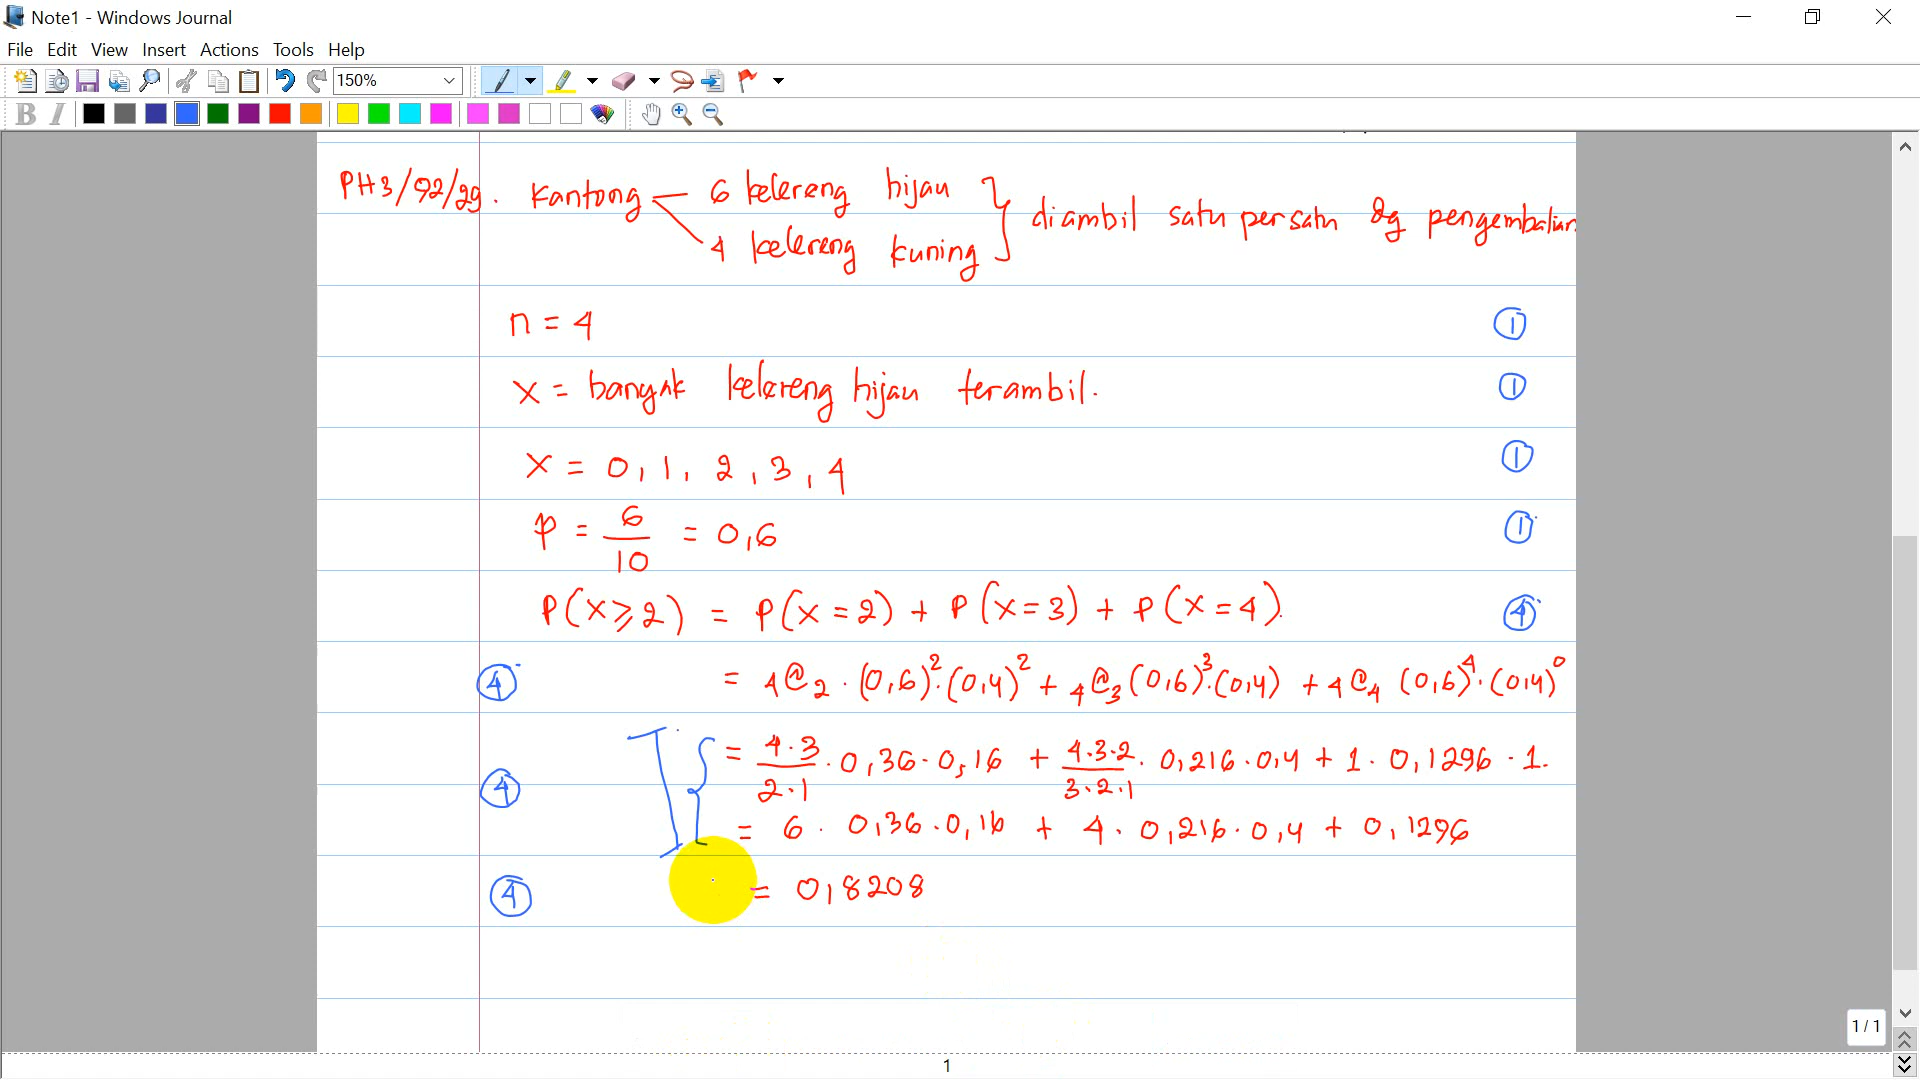 Note1 - Windows Journal
File Edit View Insert Actions Tools Help
150%
B I
PH3/92/29. Kantong 6 kelereng hijau
4 kelereng kuning
diambil satu persatu dg pengembalian
n = 4 ①
x = banyak kelereng hijau terambil. ①
x = 0, 1, 2, 3, 4 ①
p = 6/10 = 0,6 ①
P(x≥2) = P(x=2) + P(x=3) + P(x=4). ④
④ = 4C2 . (0,6)².(0,4)² + 4C3 (0,6)³.(0,4) + 4C4 (0,6)⁴.(0,4)⁰
④ = 4·3/2·1 . 0,36 . 0,16 + 4·3·2/3·2·1 . 0,216 . 0,4 + 1 . 0,1296 . 1.
= 6 . 0,36 . 0,16 + 4 . 0,216 . 0,4 + 0,1296
④ = 0,8208
1 / 1
1